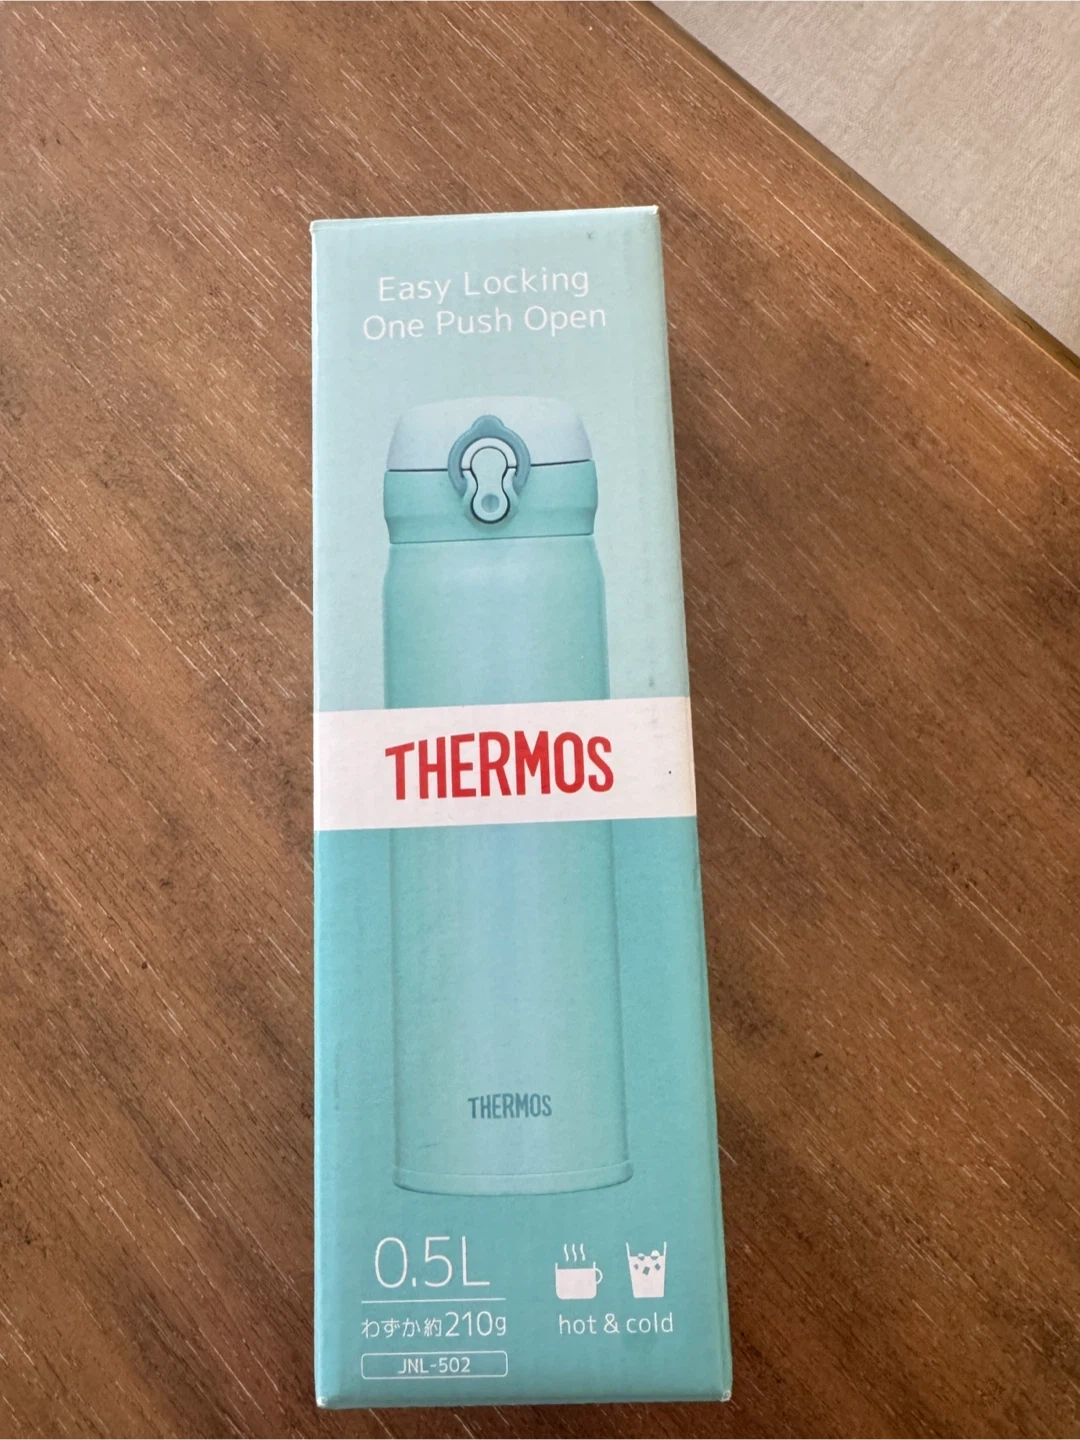 Easy Locking
One Push Open
THERMOS
THERMOS
0.5L
わずか約210g
JNL-502
hot & cold